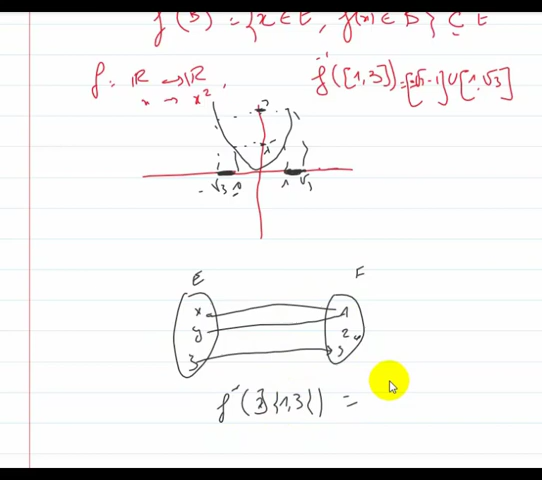 f⁻¹(B) = {x ∈ E, f(x) ∈ B} ⊂ E
f: ℝ → ℝ, f⁻¹([1,3]) = [-√3,-1] ∪ [1,√3]
x → x²
3
1
-√3 -1 1 √3
E F
x 1
y 2
3 3
f⁻¹({1,3}) =